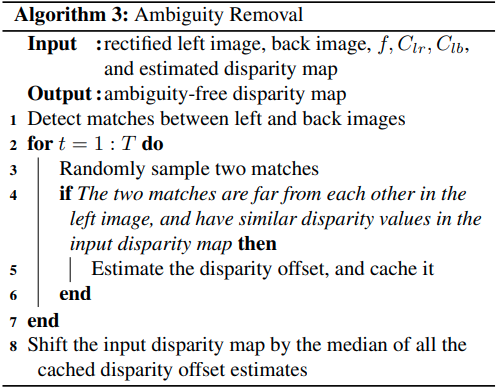 Algorithm 3: Ambiguity Removal
Input :rectified left image, back image, f, C_{lr}, C_{lb},
and estimated disparity map
Output :ambiguity-free disparity map
1 Detect matches between left and back images
2 for t = 1 : T do
3 Randomly sample two matches
4 if The two matches are far from each other in the
left image, and have similar disparity values in the
input disparity map then
5 Estimate the disparity offset, and cache it
6 end
7 end
8 Shift the input disparity map by the median of all the
cached disparity offset estimates